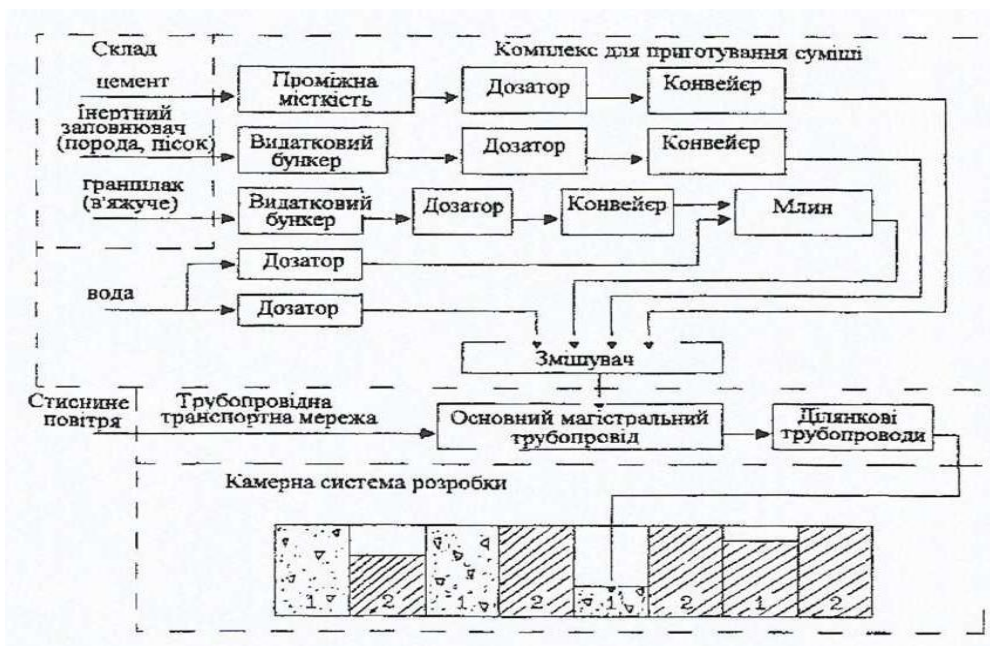 Склад
Комплекс для приготування суміші
цемент
Проміжна
місткість
Дозатор
Конвейєр
інертний
заповнювач
(порода, пісок)
Видатковий
бункер
Дозатор
Конвейєр
граншлак
(в'яжуче)
Видатковий
бункер
Дозатор
Конвейєр
Млин
Дозатор
вода
Дозатор
Змішувач
Стиснине
повітря
Трубопровідна
транспортна мережа
Основний магістральний
трубопровід
Ділянкові
трубопроводи
Камерна система розробки
1 2 1 2 1 2 1 2